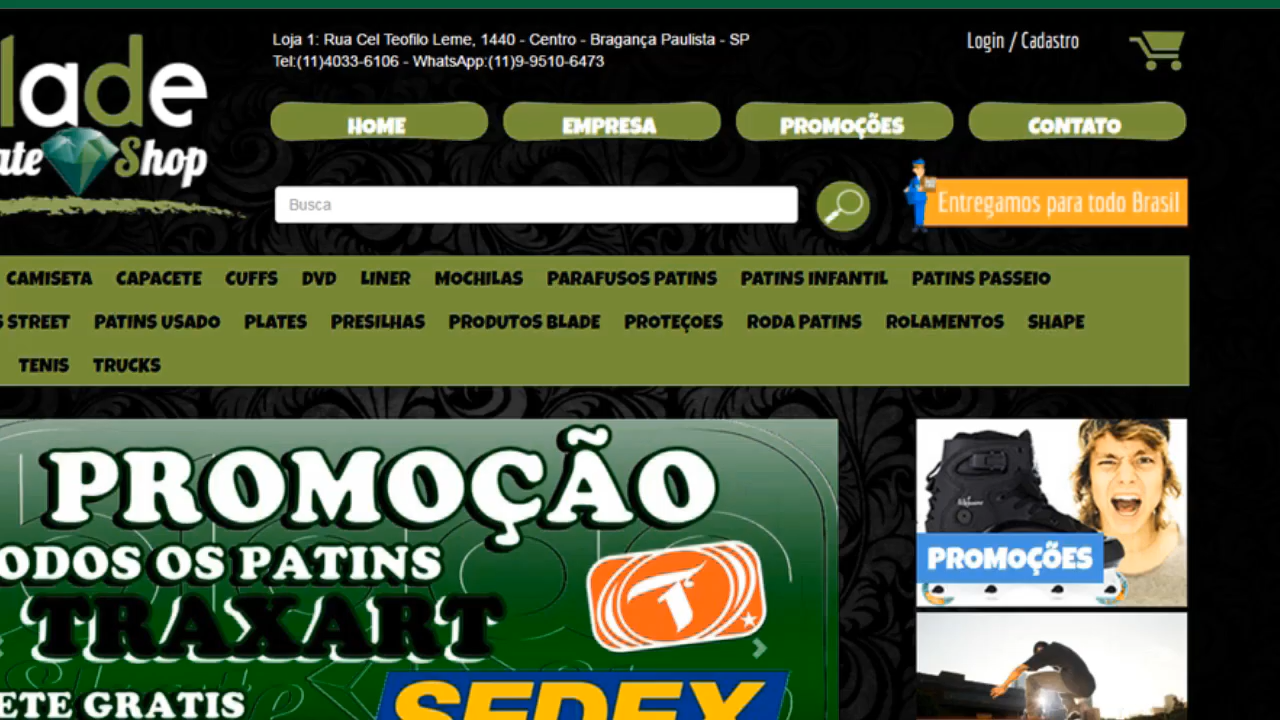 Loja 1: Rua Cel Teofilo Leme, 1440 - Centro - Bragança Paulista - SP
Tel:(11)4033-6106 - WhatsApp:(11)9-9510-6473
Login / Cadastro
lade
ate Shop
HOME EMPRESA PROMOÇÕES CONTATO
Busca
Entregamos para todo Brasil
CAMISETA CAPACETE CUFFS DVD LINER MOCHILAS PARAFUSOS PATINS PATINS INFANTIL PATINS PASSEIO
S STREET PATINS USADO PLATES PRESILHAS PRODUTOS BLADE PROTEÇOES RODA PATINS ROLAMENTOS SHAPE
TENIS TRUCKS
PROMOÇÃO
ODOS OS PATINS
TRAXART
T
ETE GRATIS
SEDEX
PROMOÇÕES